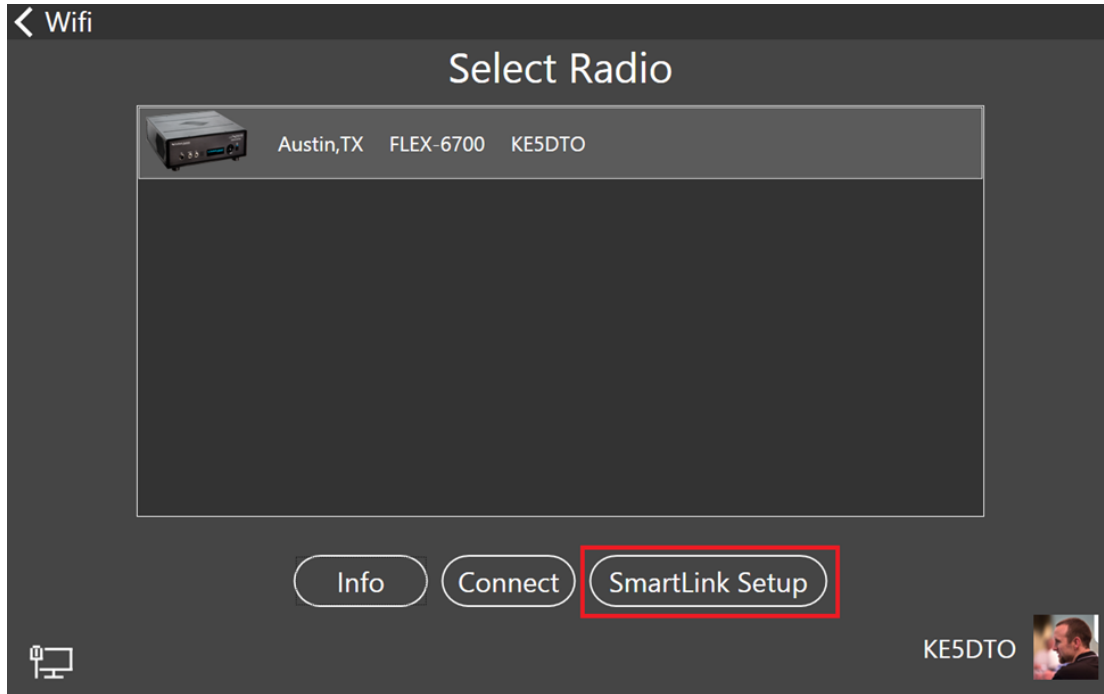 Wifi
Select Radio
Austin,TX FLEX-6700 KE5DTO
Info Connect SmartLink Setup
KE5DTO